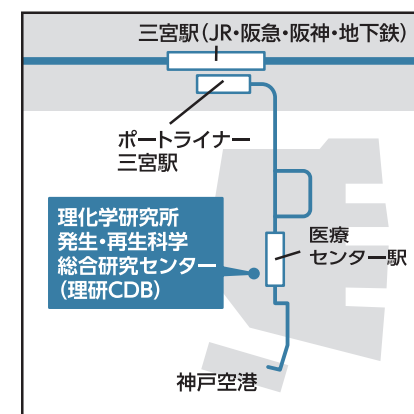 三宮駅(JR・阪急・阪神・地下鉄)
ポートライナー
三宮駅
理化学研究所
発生・再生科学
総合研究センター
(理研CDB)
医療
センター駅
神戸空港